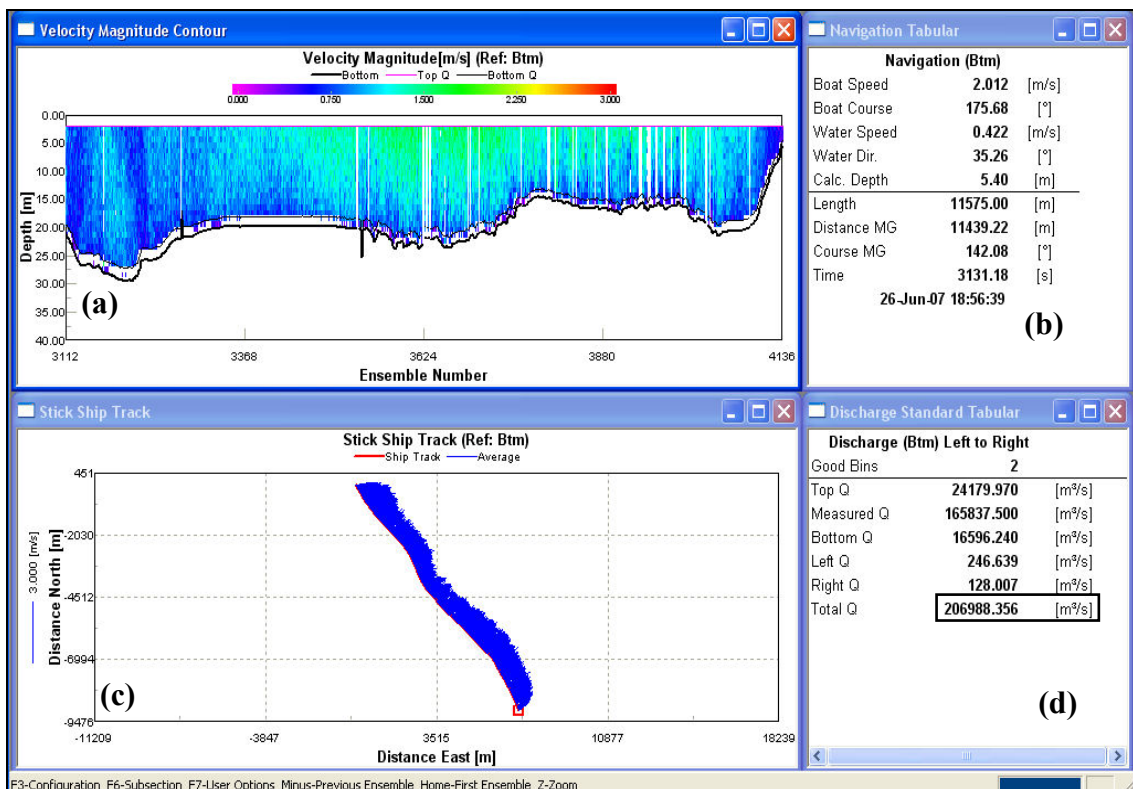 Velocity Magnitude Contour
Velocity Magnitude[m/s] (Ref: Btm)
Bottom Top Q Bottom Q
0.000 0.750 1.500 2.250 3.000
0.00
5.00
10.00
15.00
20.00
25.00
30.00
35.00
40.00
Depth [m]
(a)
3112 3368 3624 3880 4136
Ensemble Number
Navigation Tabular
Navigation (Btm)
Boat Speed 2.012 [m/s]
Boat Course 175.68 [°]
Water Speed 0.422 [m/s]
Water Dir. 35.26 [°]
Calc. Depth 5.40 [m]
Length 11575.00 [m]
Distance MG 11439.22 [m]
Course MG 142.08 [°]
Time 3131.18 [s]
26-Jun-07 18:56:39
(b)
Stick Ship Track
Stick Ship Track (Ref: Btm)
Ship Track Average
3.000 [m/s]
Distance North [m]
451
-2030
-4512
-6994
-9476
(c)
-11209 -3847 3515 10877 18239
Distance East [m]
Discharge Standard Tabular
Discharge (Btm) Left to Right
Good Bins 2
Top Q 24179.970 [m³/s]
Measured Q 165837.500 [m³/s]
Bottom Q 16596.240 [m³/s]
Left Q 246.639 [m³/s]
Right Q 128.007 [m³/s]
Total Q 206988.356 [m³/s]
(d)
F3-Configuration F6-Subsection F7-User Options Minus-Previous Ensemble Home-First Ensemble Z-Zoom